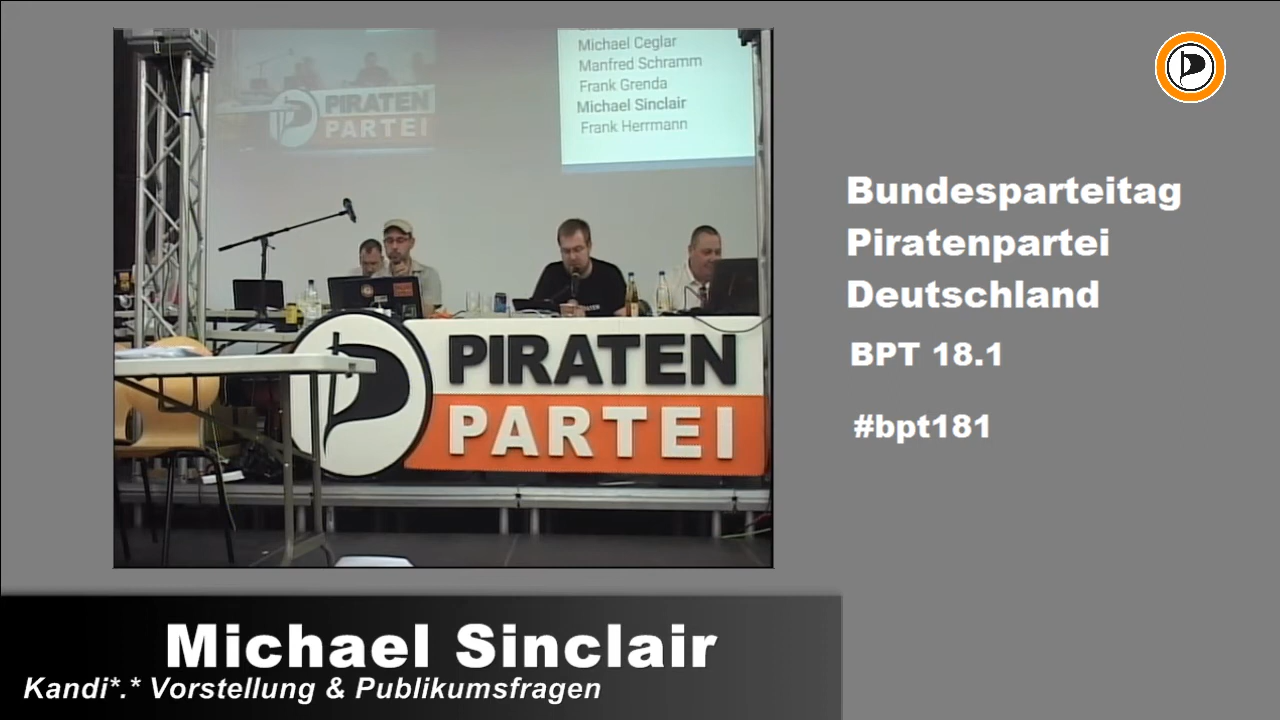 Michael Ceglar
Manfred Schramm
Frank Grenda
Michael Sinclair
Frank Herrmann
PIRATEN
PARTEI
PIRATEN
PARTEI
Bundesparteitag
Piratenpartei
Deutschland
BPT 18.1
#bpt181
Michael Sinclair
Kandi*.* Vorstellung & Publikumsfragen